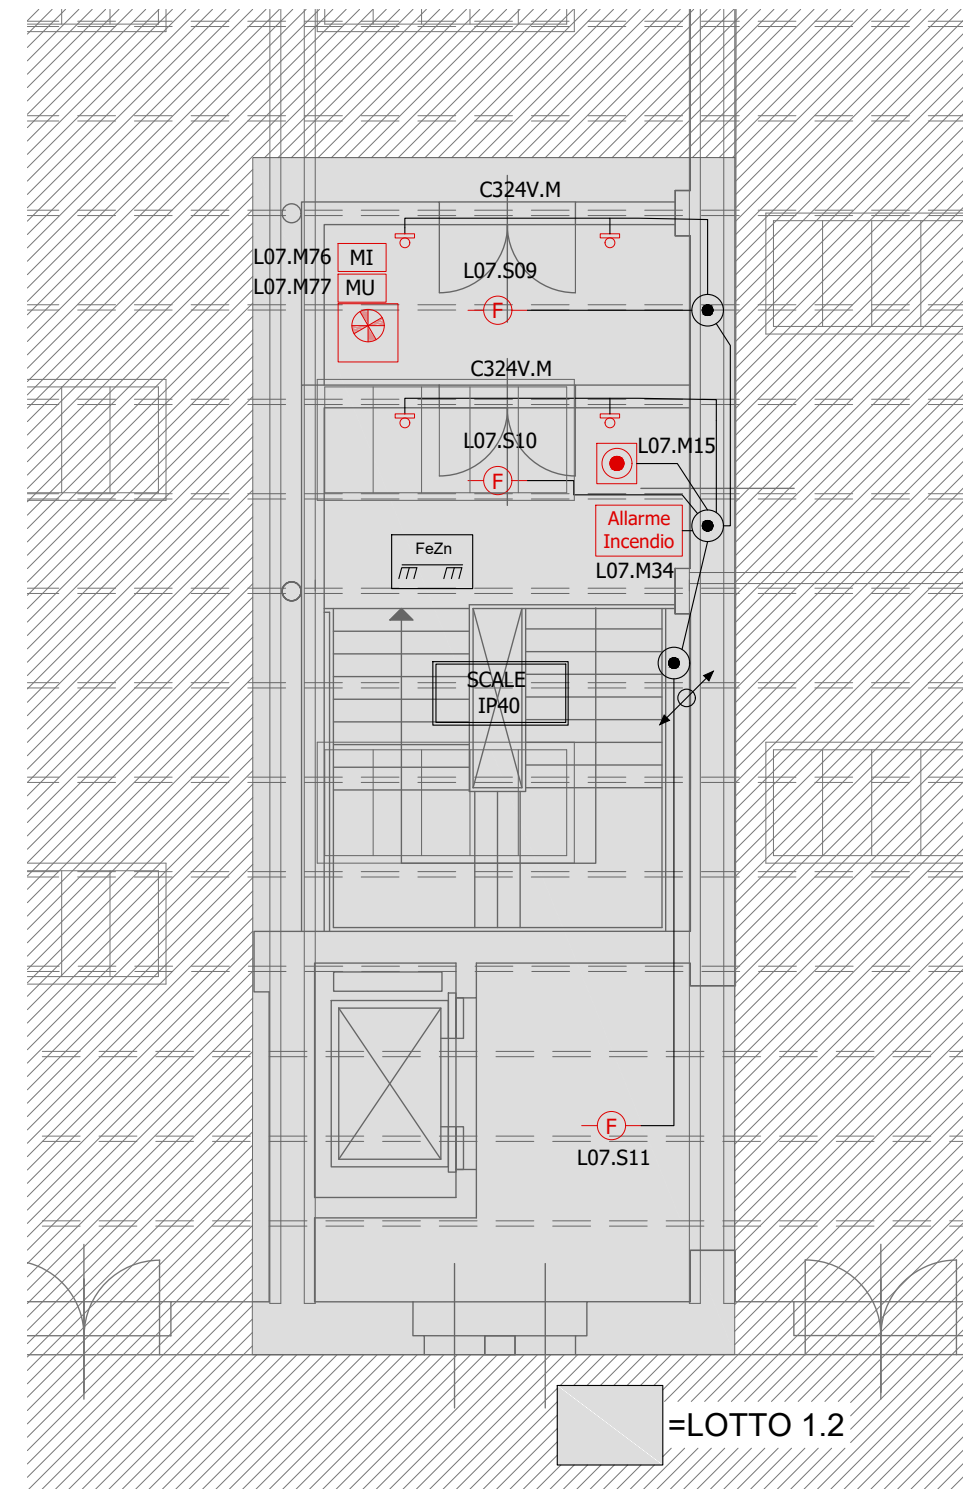 C324V.M
L07.M76 MI
L07.S09
L07.M77 MU
F
C324V.M
L07.S10
L07.M15
F
Allarme
Incendio
FeZn
L07.M34
SCALE
IP40
F
L07.S11
=LOTTO 1.2